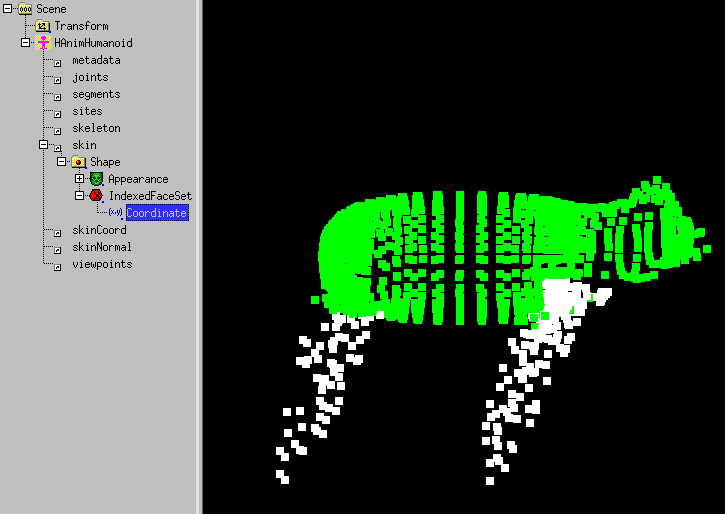 Scene
Transform
HAnimHumanoid
metadata
joints
segments
sites
skeleton
skin
Shape
Appearance
IndexedFaceSet
(x,y) Coordinate
skinCoord
skinNormal
viewpoints